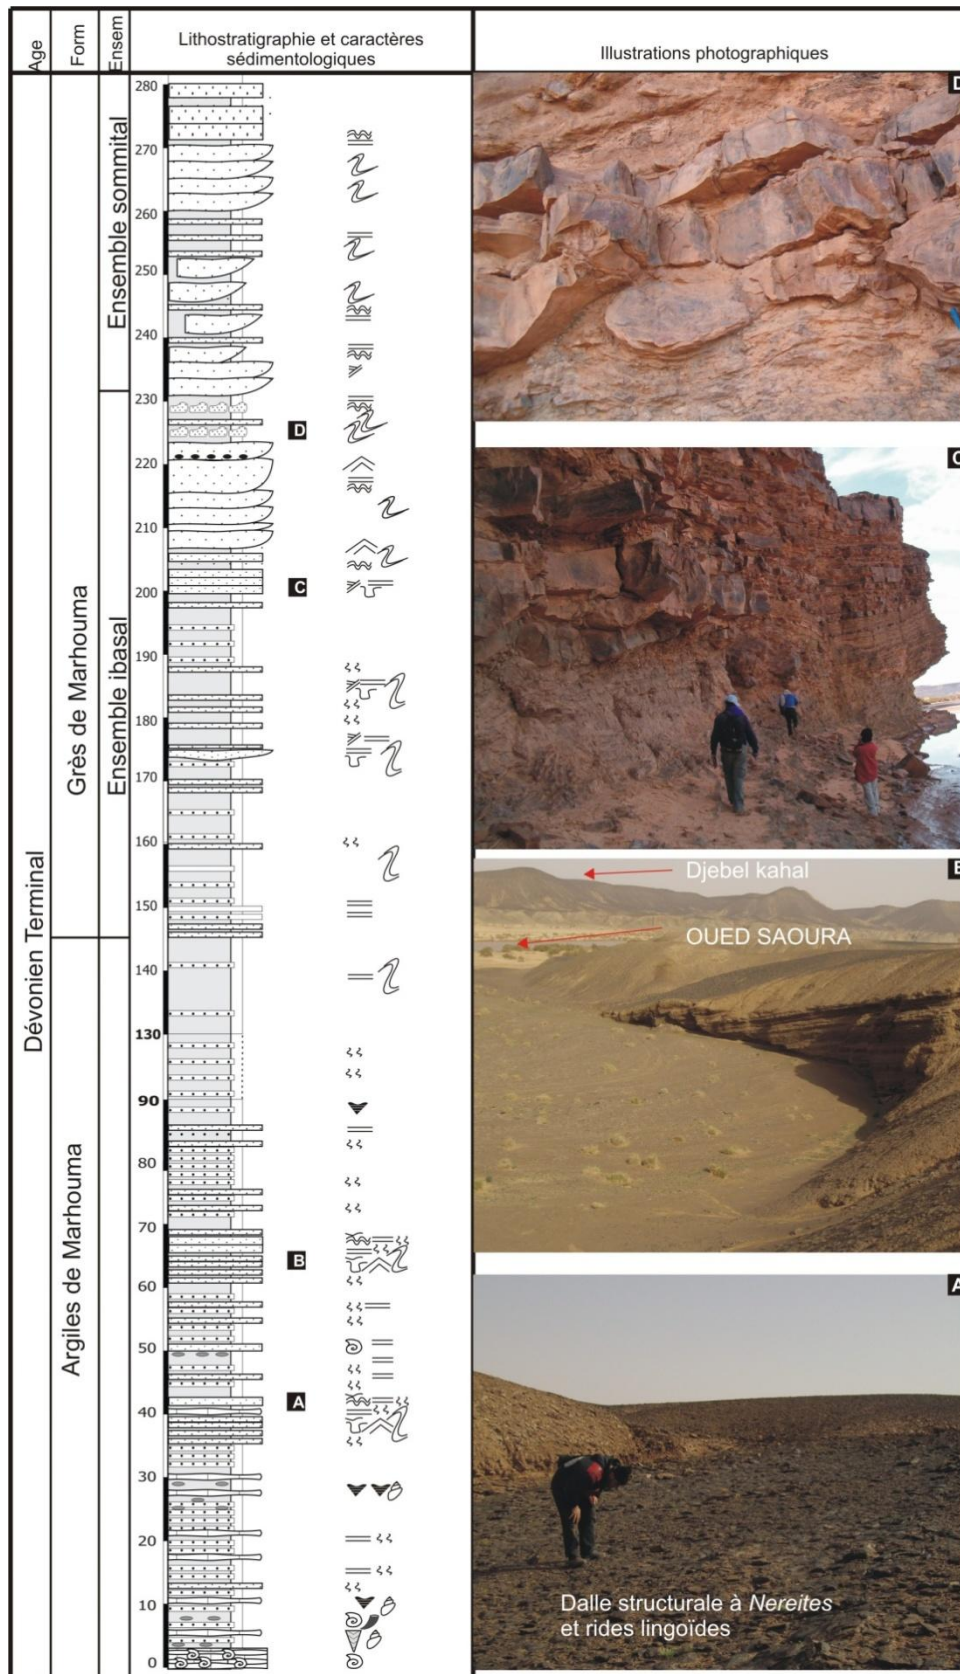 Age
Form
Ensem
Lithostratigraphie et caractères
sédimentologiques
Illustrations photographiques
Dévonien Terminal
Grès de Marhouma
Argiles de Marhouma
Ensemble sommital
Ensemble ibasal
280
270
260
250
240
230
220
210
200
190
180
170
160
150
140
130
90
80
70
60
50
40
30
20
10
0
D
C
B
A
D
C
B
Djebel kahal
OUED SAOURA
A
Dalle structurale à Nereites
et rides lingoïdes